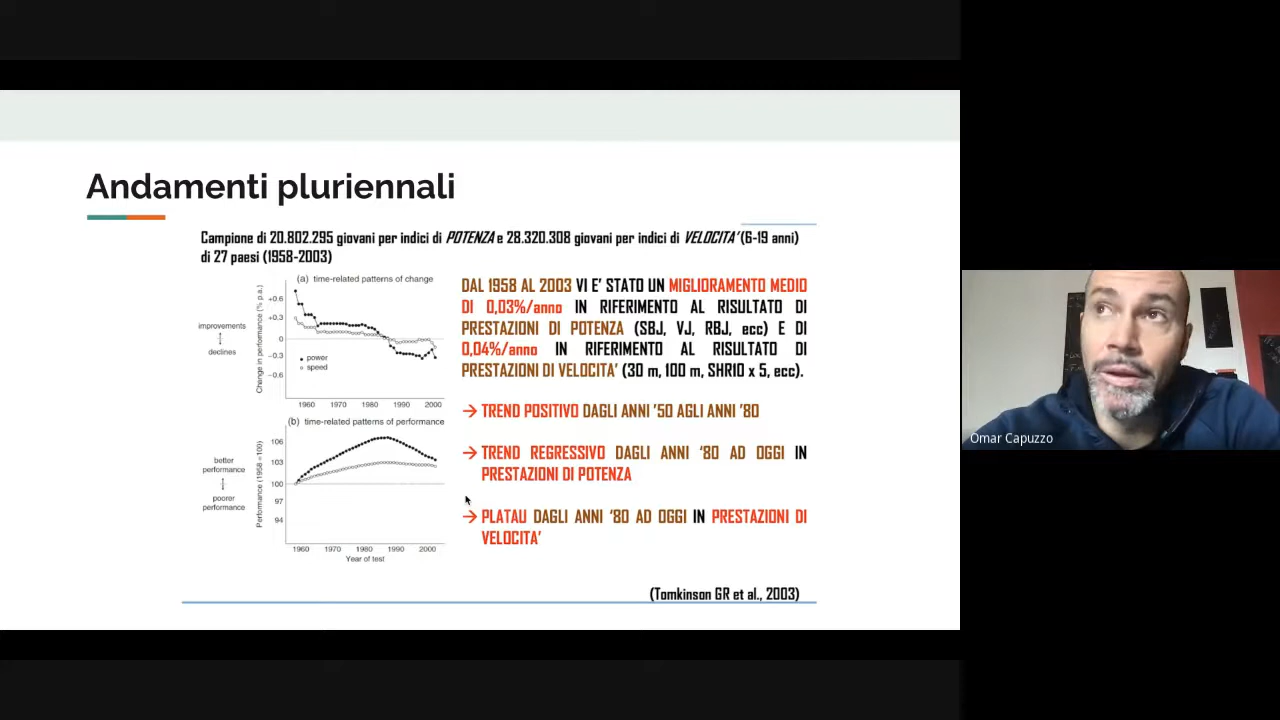 Andamenti pluriennali
Campione di 20.802.295 giovani per indici di POTENZA e 28.320.308 giovani per indici di VELOCITA' (6-19 anni)
di 27 paesi (1958-2003)
(a) time-related patterns of change
Change in performance (% p.a.)
+0.6
+0.3
0
−0.3
−0.6
improvements
declines
power
speed
1960 1970 1980 1990 2000
(b) time-related patterns of performance
Performance (1958 =100)
106
103
100
97
94
better
performance
poorer
performance
1960 1970 1980 1990 2000
Year of test
DAL 1958 AL 2003 VI E' STATO UN MIGLIORAMENTO MEDIO
DI 0,03%/anno IN RIFERIMENTO AL RISULTATO DI
PRESTAZIONI DI POTENZA (SBJ, VJ, RBJ, ecc) E DI
0,04%/anno IN RIFERIMENTO AL RISULTATO DI
PRESTAZIONI DI VELOCITA' (30 m, 100 m, SHR10 x 5, ecc).
→ TREND POSITIVO DAGLI ANNI '50 AGLI ANNI '80
→ TREND REGRESSIVO DAGLI ANNI '80 AD OGGI IN
PRESTAZIONI DI POTENZA
→ PLATAU DAGLI ANNI '80 AD OGGI IN PRESTAZIONI DI
VELOCITA'
(Tomkinson GR et al., 2003)
Omar Capuzzo